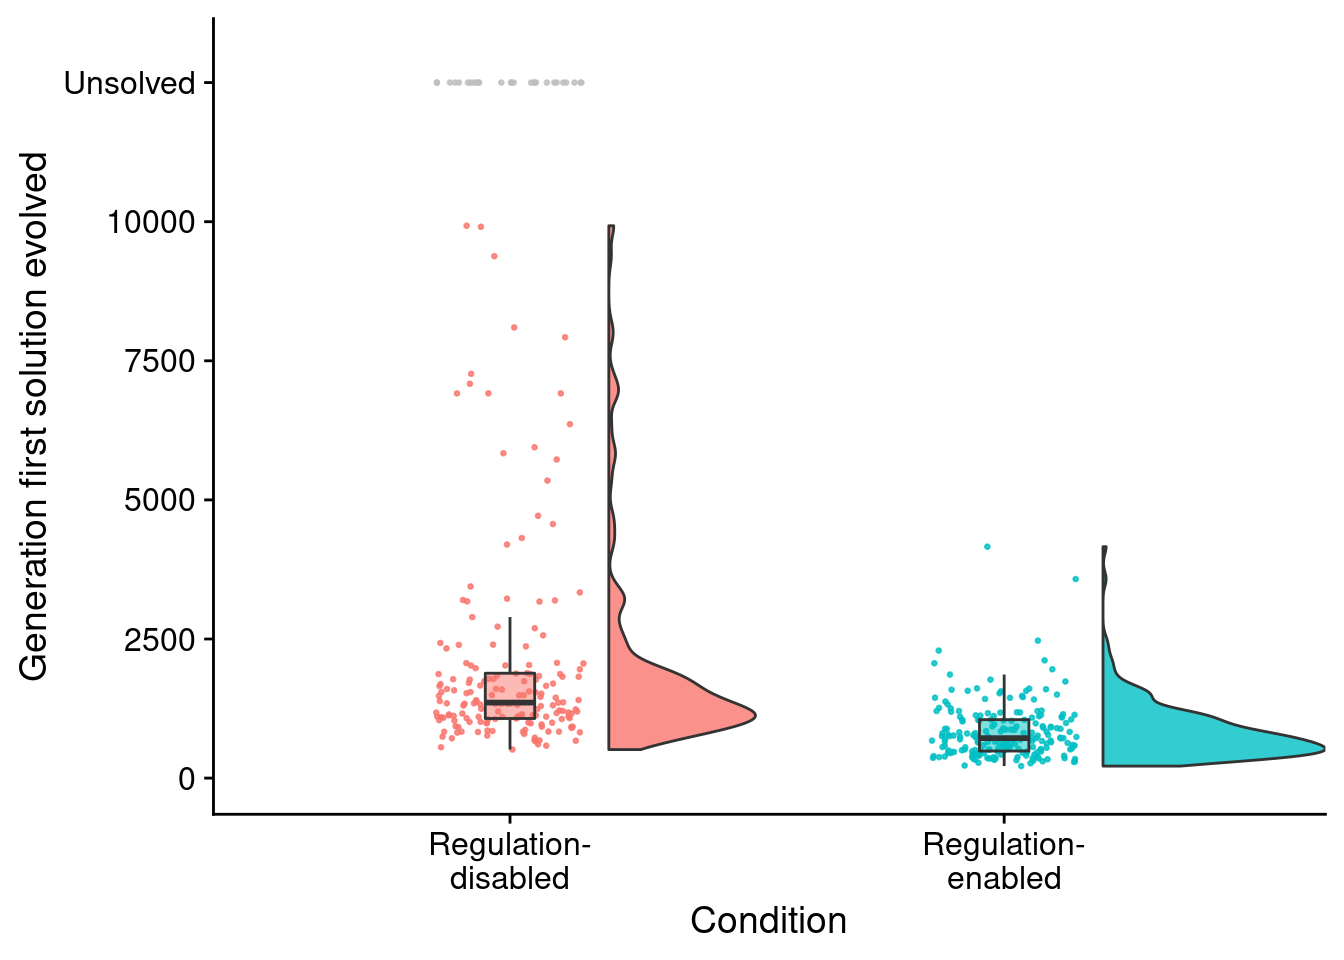 Generation first solution evolved
Unsolved
10000
7500
5000
2500
0
Regulation-
disabled
Regulation-
enabled
Condition